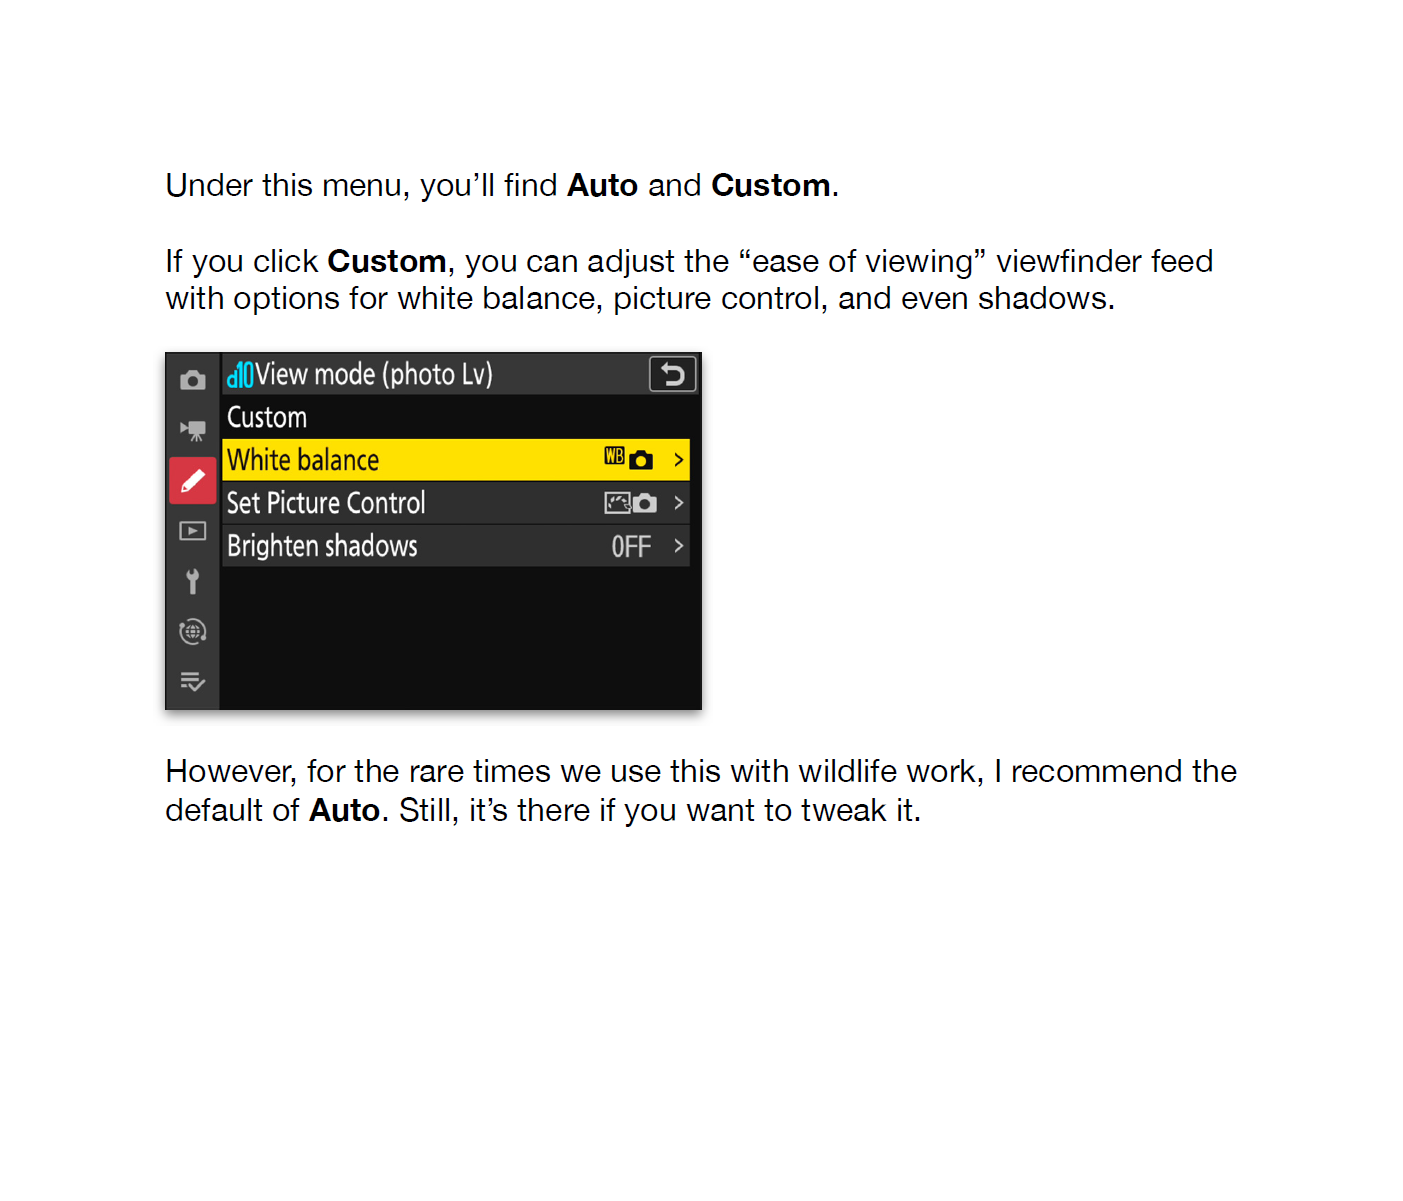 Under this menu, you’ll find Auto and Custom.
If you click Custom, you can adjust the “ease of viewing” viewfinder feed
with options for white balance, picture control, and even shadows.
d10View mode (photo Lv)
Custom
White balance WB >
Set Picture Control >
Brighten shadows OFF >
However, for the rare times we use this with wildlife work, I recommend the
default of Auto. Still, it’s there if you want to tweak it.